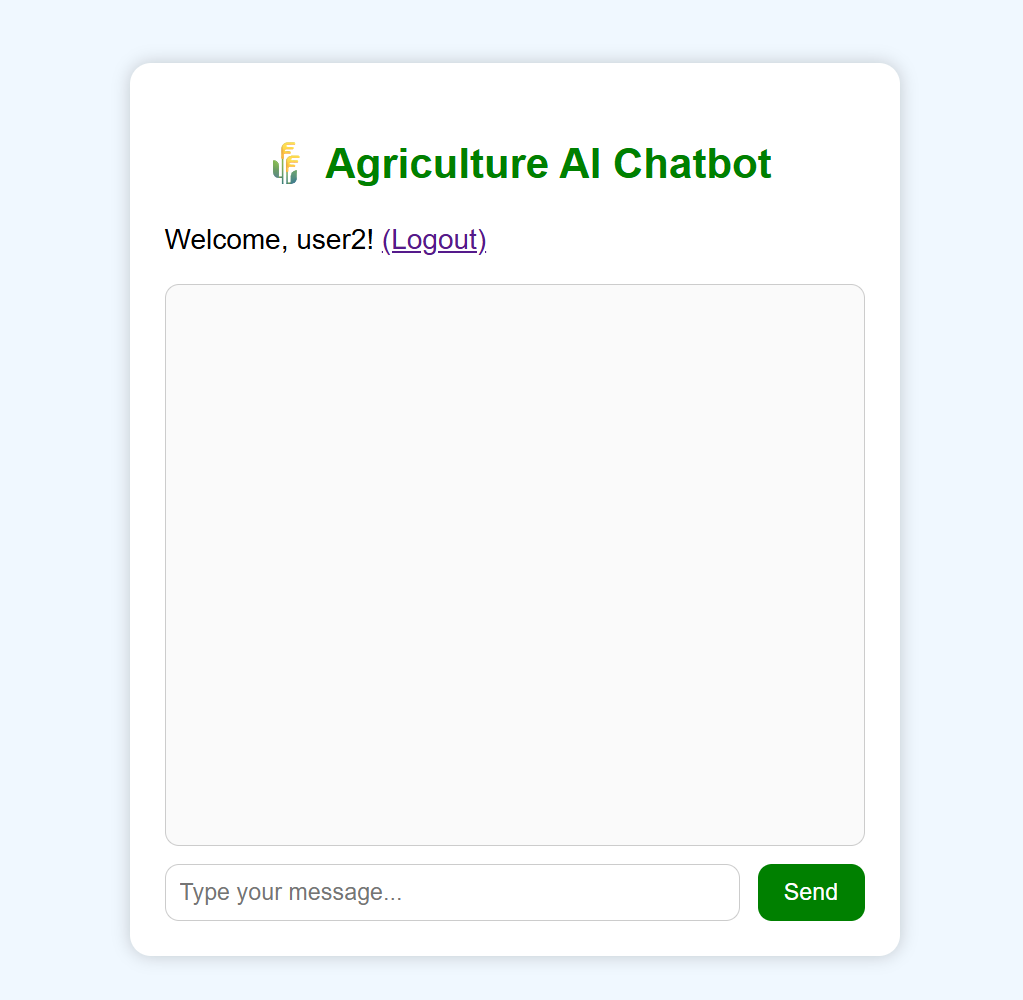 Agriculture AI Chatbot
Welcome, user2! (Logout)
Type your message...
Send